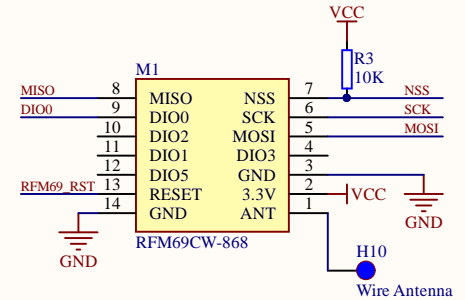 VCC
R3
10K
M1
MISO 8 MISO NSS 7 NSS
DIO0 9 DIO0 SCK 6 SCK
10 DIO2 MOSI 5 MOSI
11 DIO1 DIO3 4
12 DIO5 GND 3
RFM69_RST 13 RESET 3.3V 2 VCC
14 GND ANT 1
GND
RFM69CW-868
GND
H10
Wire Antenna